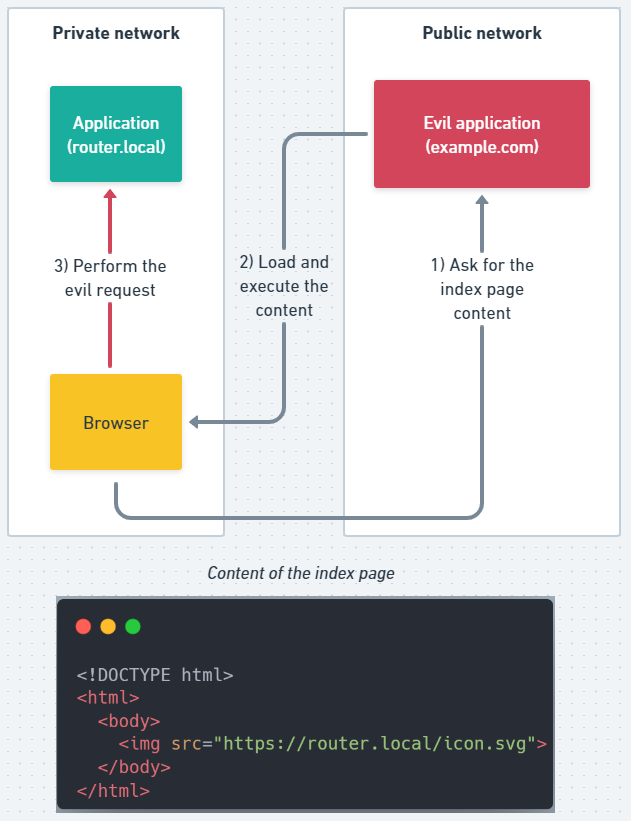 Private network
Public network
Application
(router.local)
Evil application
(example.com)
3) Perform the
evil request
2) Load and
execute the
content
1) Ask for the
index page
content
Browser
Content of the index page
<!DOCTYPE html>
<html>
<body>
<img src="https://router.local/icon.svg">
</body>
</html>